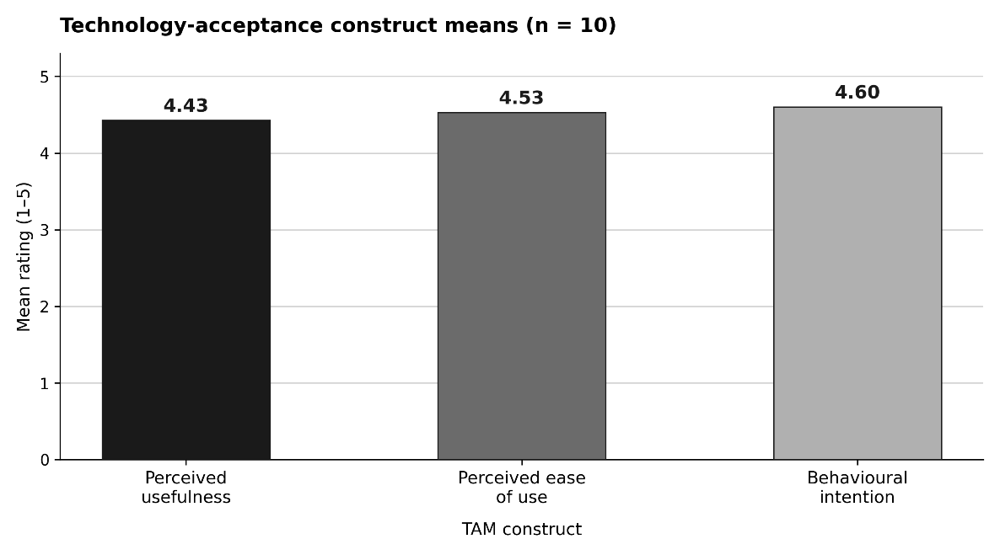 Technology-acceptance construct means (n = 10)
Mean rating (1–5)
5
4
3
2
1
0
4.43
4.53
4.60
Perceived
usefulness
Perceived ease
of use
Behavioural
intention
TAM construct